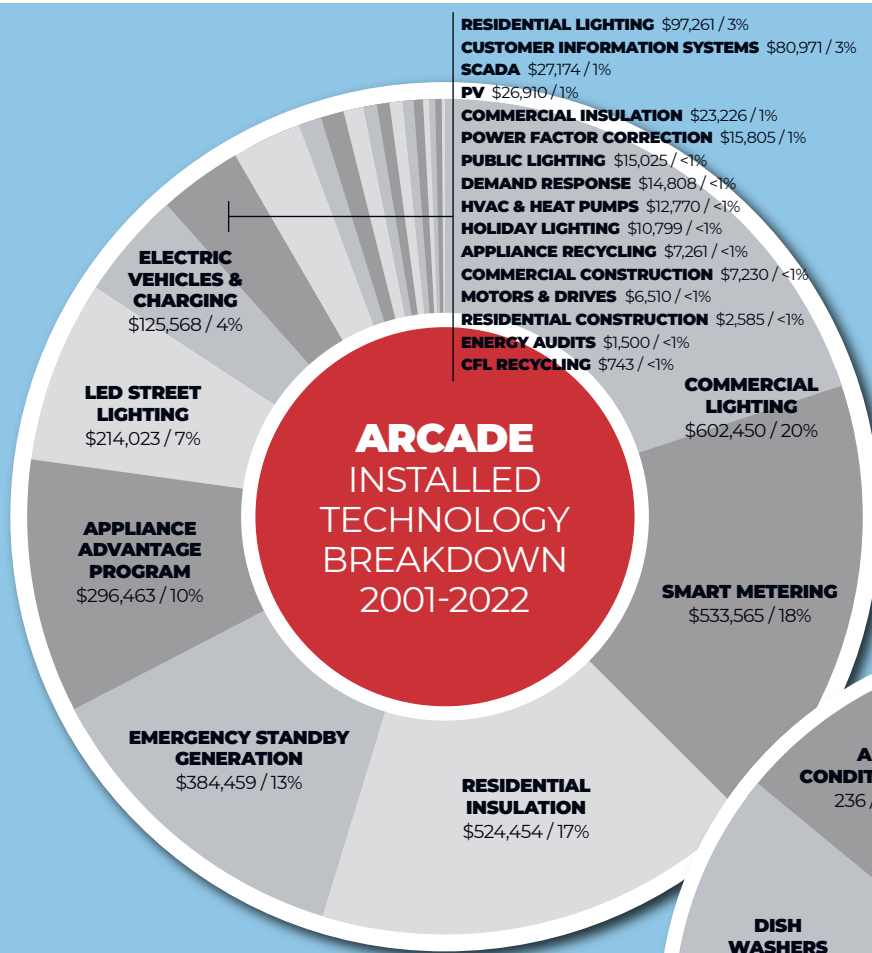 RESIDENTIAL LIGHTING $97,261 / 3%
CUSTOMER INFORMATION SYSTEMS $80,971 / 3%
SCADA $27,174 / 1%
PV $26,910 / 1%
COMMERCIAL INSULATION $23,226 / 1%
POWER FACTOR CORRECTION $15,805 / 1%
PUBLIC LIGHTING $15,025 / <1%
DEMAND RESPONSE $14,808 / <1%
HVAC & HEAT PUMPS $12,770 / <1%
HOLIDAY LIGHTING $10,799 / <1%
APPLIANCE RECYCLING $7,261 / <1%
COMMERCIAL CONSTRUCTION $7,230 / <1%
MOTORS & DRIVES $6,510 / <1%
RESIDENTIAL CONSTRUCTION $2,585 / <1%
ENERGY AUDITS $1,500 / <1%
CFL RECYCLING $743 / <1%
COMMERCIAL
LIGHTING
$602,450 / 20%
SMART METERING
$533,565 / 18%
RESIDENTIAL
INSULATION
$524,454 / 17%
EMERGENCY STANDBY
GENERATION
$384,459 / 13%
APPLIANCE
ADVANTAGE
PROGRAM
$296,463 / 10%
LED STREET
LIGHTING
$214,023 / 7%
ELECTRIC
VEHICLES &
CHARGING
$125,568 / 4%
ARCADE
INSTALLED
TECHNOLOGY
BREAKDOWN
2001-2022
A
CONDIT
236 /
DISH
WASHERS